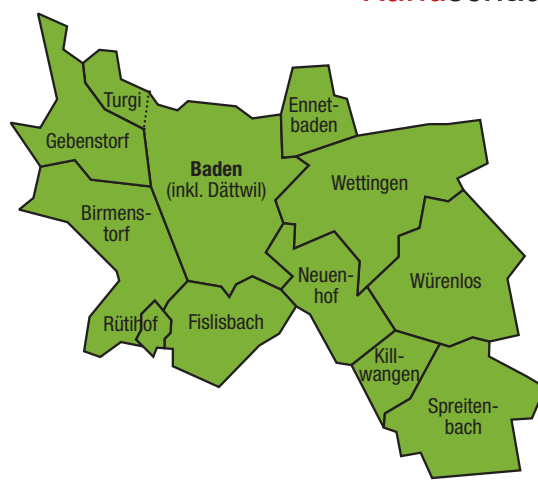 Turgi
Ennet-
baden
Gebenstorf
Baden
(inkl. Dättwil)
Wettingen
Birmens-
torf
Neuen-
hof
Würenlos
Rütihof
Fislisbach
Kill-
wangen
Spreiten-
bach